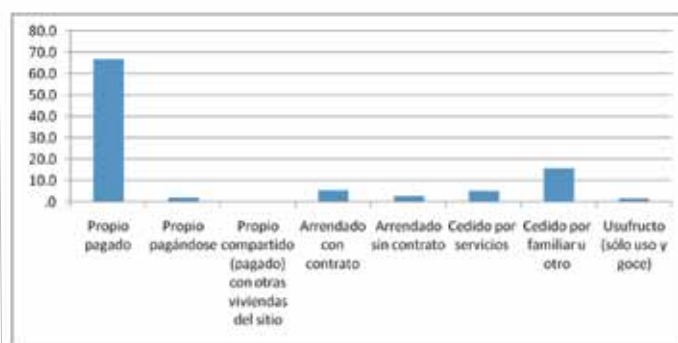 80.0
70.0
60.0
50.0
40.0
30.0
20.0
10.0
.0
Propio
pagado
Propio
pagándose
Propio
compartido
(pagado)
con otras
viviendas
del sitio
Arrendado
con
contrato
Arrendado
sin contrato
Cedido por
servicios
Cedido por
familiar u
otro
Usufructo
(sólo uso y
goce)